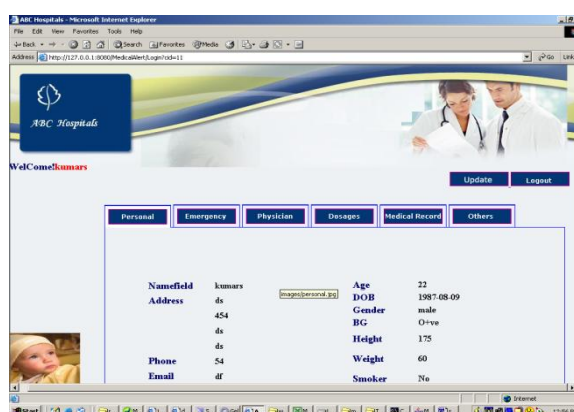 ABC Hospitals - Microsoft Internet Explorer
File Edit View Favorites Tools Help
Back Search Favorites Media
Address http://127.0.0.1:8080/MedicalAlert/Login?cid=11 Go Link
ABC Hospitals
WelCome!kumars
Update Logout
Personal Emergency Physician Dosages Medical Record Others
Namefield kumars Age 22
Address ds images/personal.jpg DOB 1987-08-09
454 Gender male
ds BG O+ve
ds Height 175
Phone 54 Weight 60
Email df Smoker No
Internet
Start